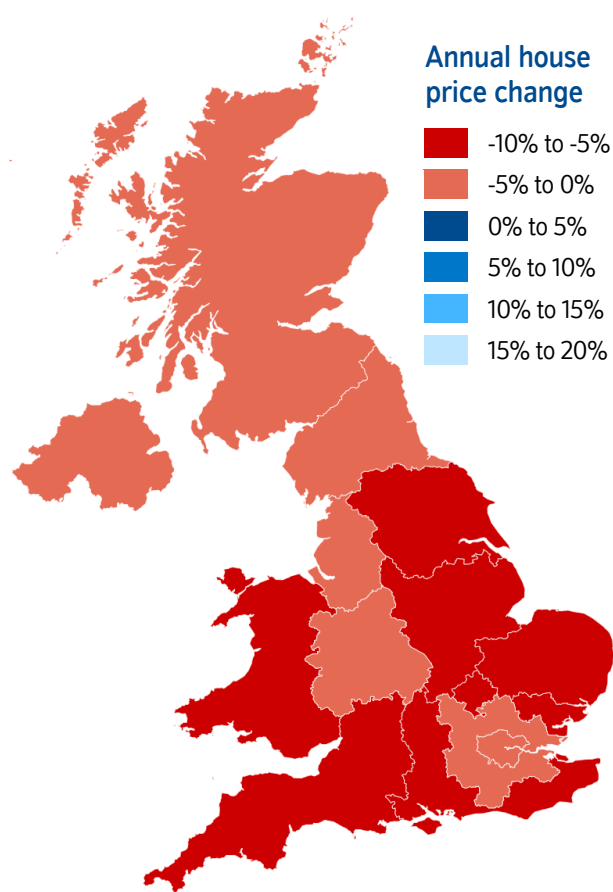 Annual house
price change
-10% to -5%
-5% to 0%
0% to 5%
5% to 10%
10% to 15%
15% to 20%